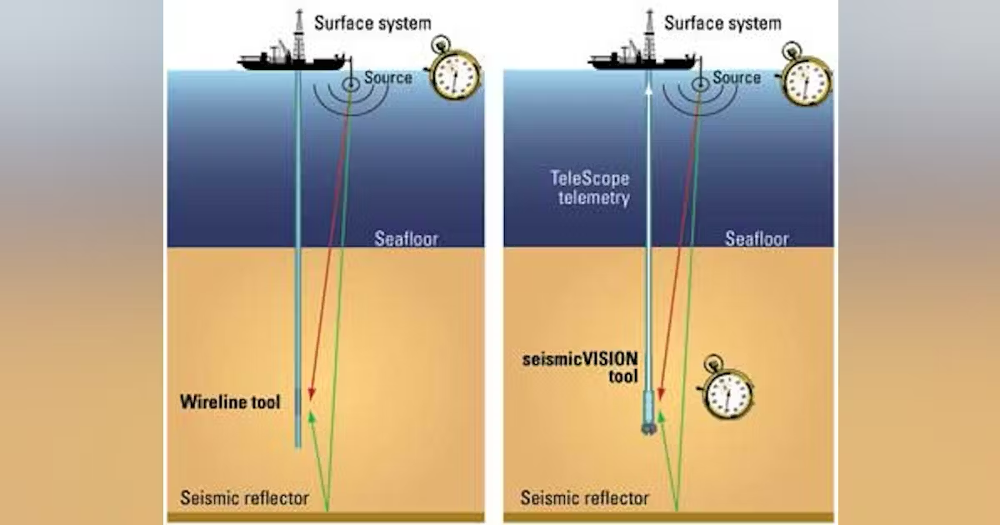 Surface system
Source
Seafloor
Wireline tool
Seismic reflector
Surface system
Source
TeleScope
telemetry
Seafloor
seismicVISION
tool
Seismic reflector